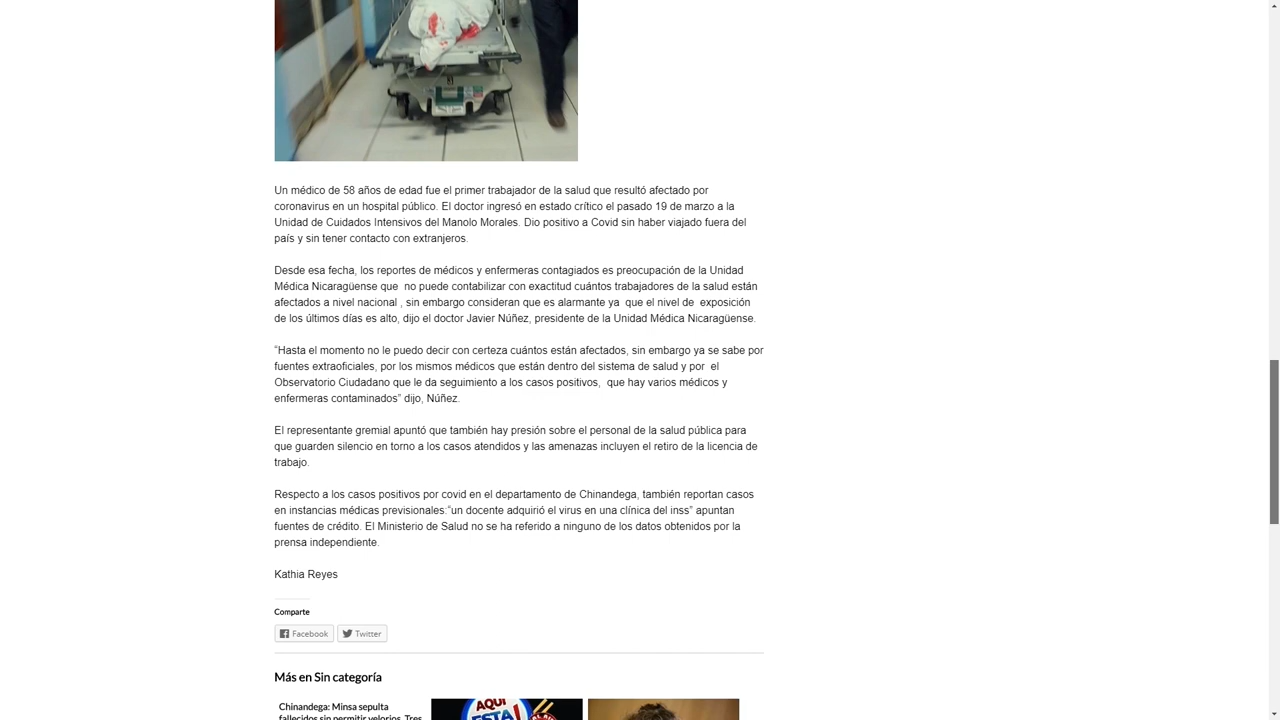 Un médico de 58 años de edad fue el primer trabajador de la salud que resultó afectado por
coronavirus en un hospital público. El doctor ingresó en estado crítico el pasado 19 de marzo a la
Unidad de Cuidados Intensivos del Manolo Morales. Dio positivo a Covid sin haber viajado fuera del
país y sin tener contacto con extranjeros.
Desde esa fecha, los reportes de médicos y enfermeras contagiados es preocupación de la Unidad
Médica Nicaragüense que  no puede contabilizar con exactitud cuántos trabajadores de la salud están
afectados a nivel nacional , sin embargo consideran que es alarmante ya  que el nivel de  exposición
de los últimos días es alto, dijo el doctor Javier Núñez, presidente de la Unidad Médica Nicaragüense.
“Hasta el momento no le puedo decir con certeza cuántos están afectados, sin embargo ya se sabe por
fuentes extraoficiales, por los mismos médicos que están dentro del sistema de salud y por  el
Observatorio Ciudadano que le da seguimiento a los casos positivos,  que hay varios médicos y
enfermeras contaminados” dijo, Núñez.
El representante gremial apuntó que también hay presión sobre el personal de la salud pública para
que guarden silencio en torno a los casos atendidos y las amenazas incluyen el retiro de la licencia de
trabajo.
Respecto a los casos positivos por covid en el departamento de Chinandega, también reportan casos
en instancias médicas previsionales:“un docente adquirió el virus en una clínica del inss” apuntan
fuentes de crédito. El Ministerio de Salud no se ha referido a ninguno de los datos obtenidos por la
prensa independiente.
Kathia Reyes
Comparte
Facebook Twitter
Más en Sin categoría
Chinandega: Minsa sepulta
fallecidos sin permitir velorios. Tres
AQUÍ
ESTA!